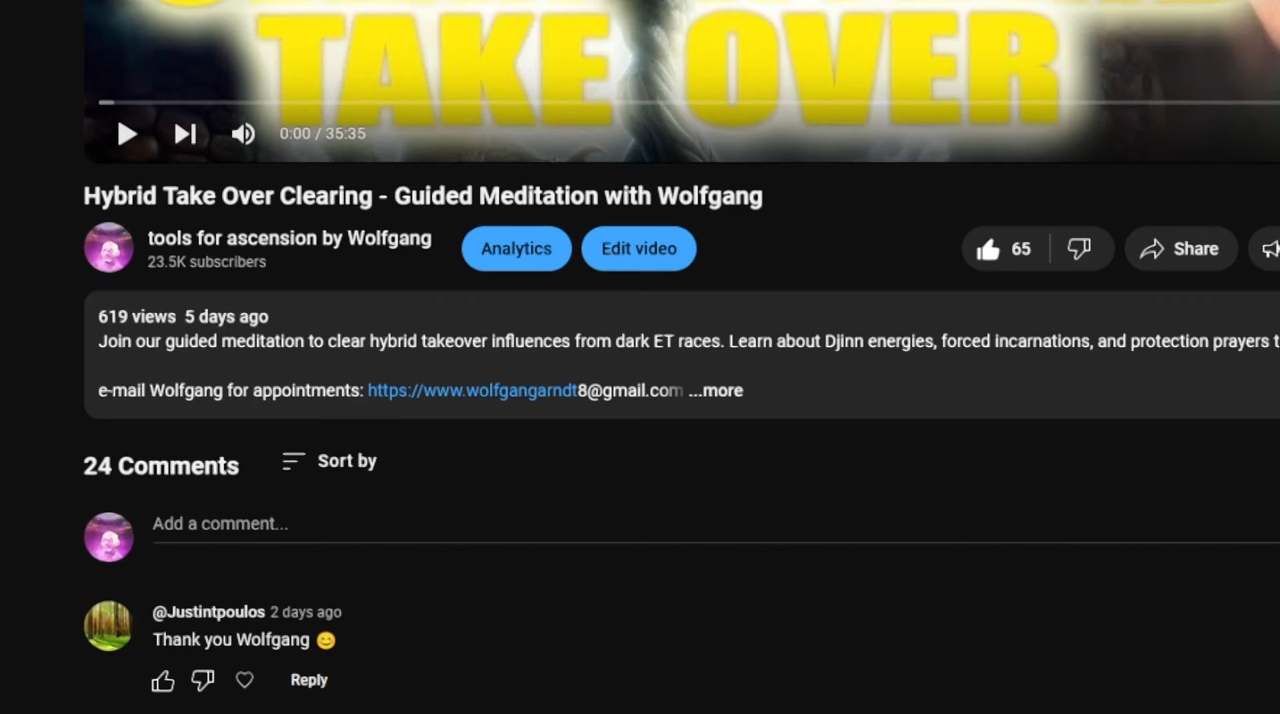 TAKE OVER
0:00 / 35:35
Hybrid Take Over Clearing - Guided Meditation with Wolfgang
tools for ascension by Wolfgang
23.5K subscribers
Analytics
Edit video
65
Share
619 views 5 days ago
Join our guided meditation to clear hybrid takeover influences from dark ET races. Learn about Djinn energies, forced incarnations, and protection prayers t
e-mail Wolfgang for appointments: https://www.wolfgangarndt8@gmail.com ...more
24 Comments
Sort by
Add a comment...
@Justintpoulos 2 days ago
Thank you Wolfgang 😊
Reply